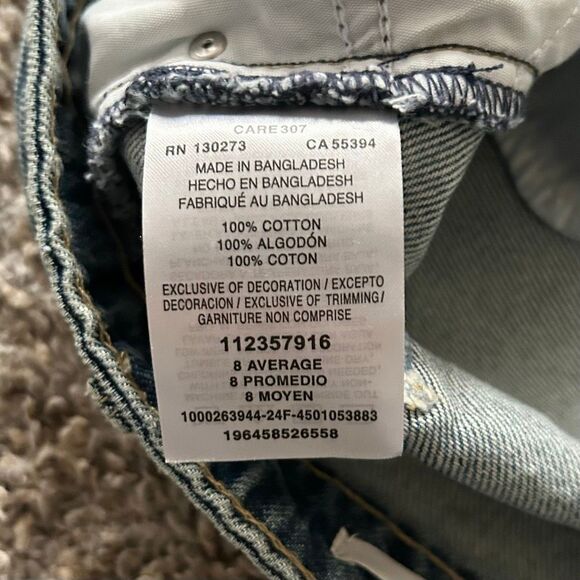 CARE307
RN 130273 CA 55394
MADE IN BANGLADESH
HECHO EN BANGLADESH
FABRIQUÉ AU BANGLADESH
100% COTTON
100% ALGODÓN
100% COTON
EXCLUSIVE OF DECORATION / EXCEPTO
DECORACION / EXCLUSIVE OF TRIMMING/
GARNITURE NON COMPRISE
112357916
8 AVERAGE
8 PROMEDIO
8 MOYEN
1000263944-24F-4501053883
196458526558